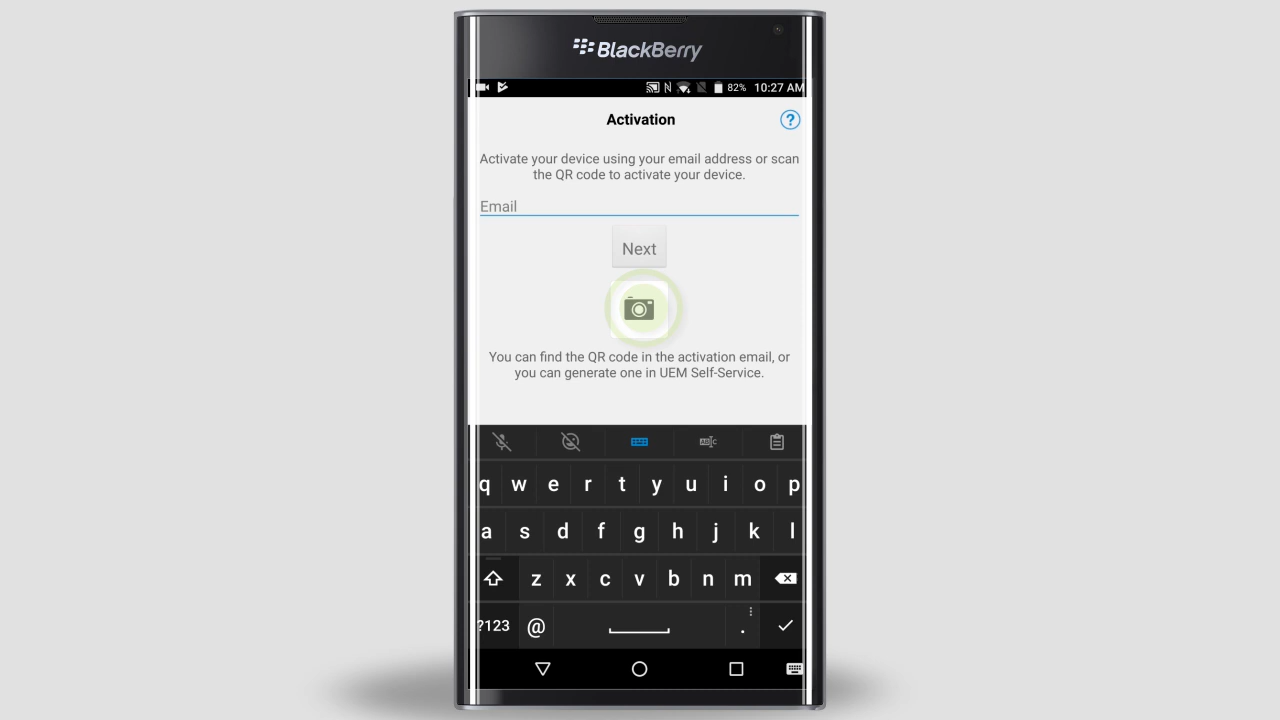 BlackBerry
82% 10:27 AM
Activation
?
Activate your device using your email address or scan
the QR code to activate your device.
Email
Next
You can find the QR code in the activation email, or
you can generate one in UEM Self-Service.
q w e r t y u i o p
a s d f g h j k l
z x c v b n m
?123 @ .